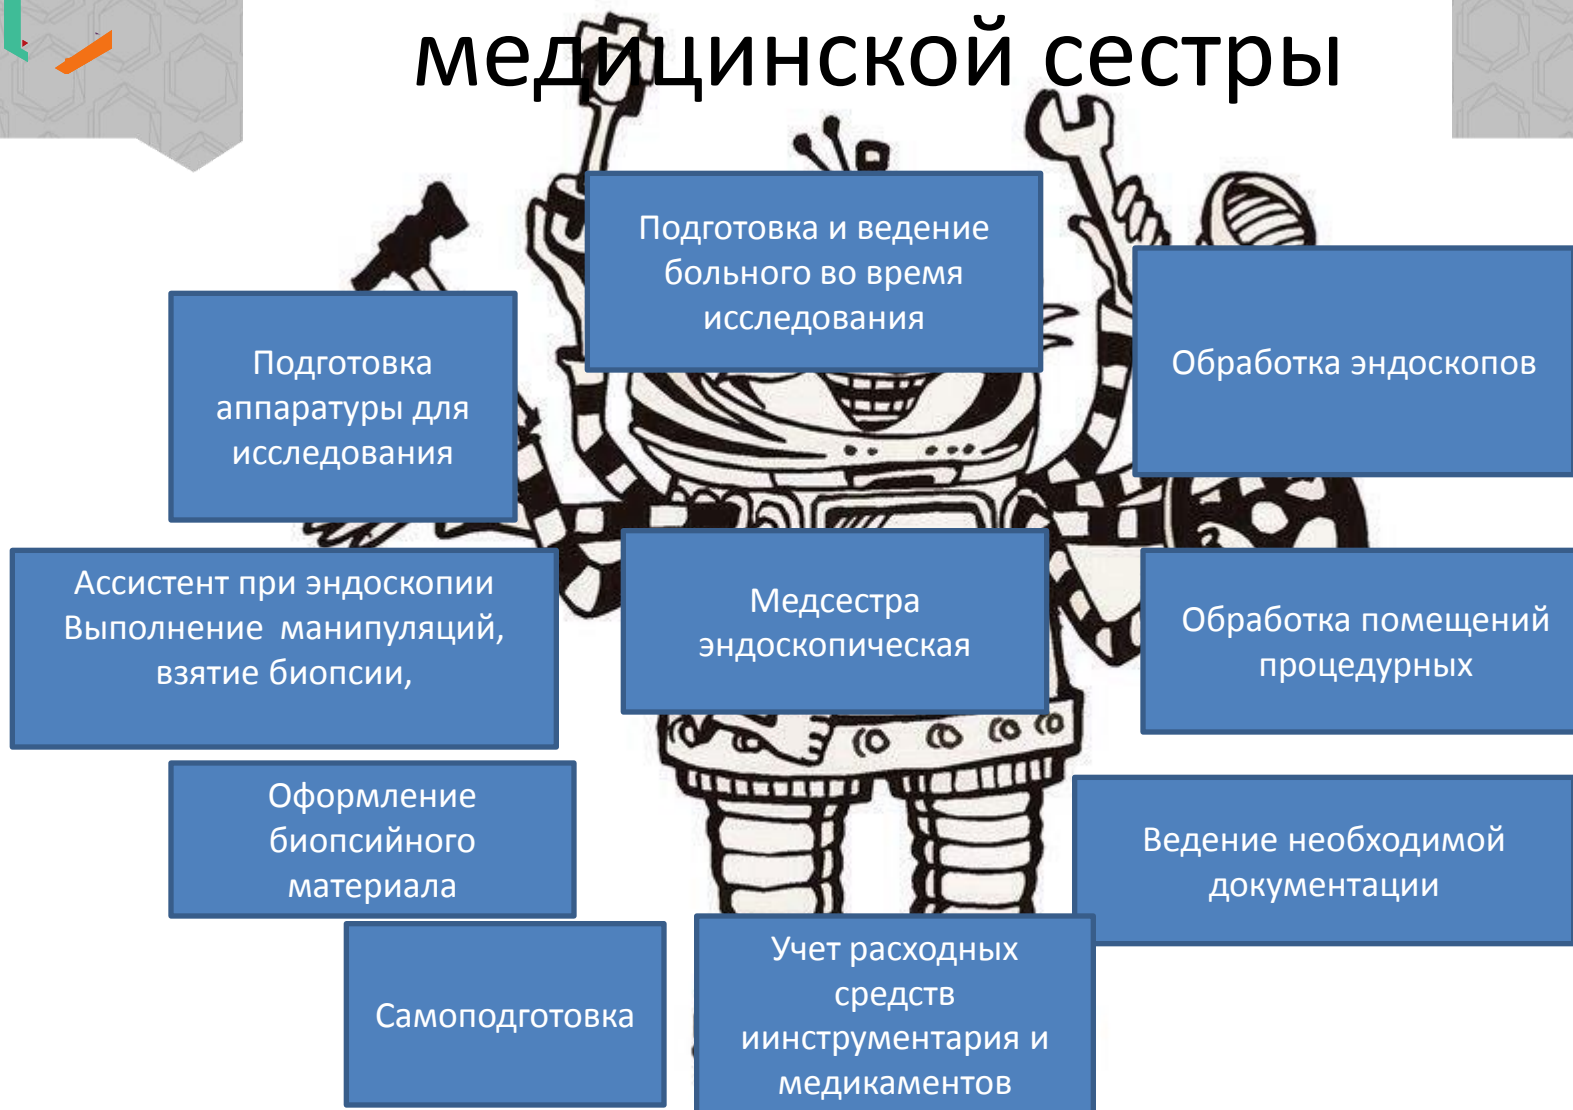 медицинской сестры
Подготовка и ведение
больного во время
исследования
Подготовка
аппаратуры для
исследования
Обработка эндоскопов
Ассистент при эндоскопии
Выполнение манипуляций,
взятие биопсии,
Медсестра
эндоскопическая
Обработка помещений
процедурных
Оформление
биопсийного
материала
Ведение необходимой
документации
Самоподготовка
Учет расходных
средств
иинструментария и
медикаментов